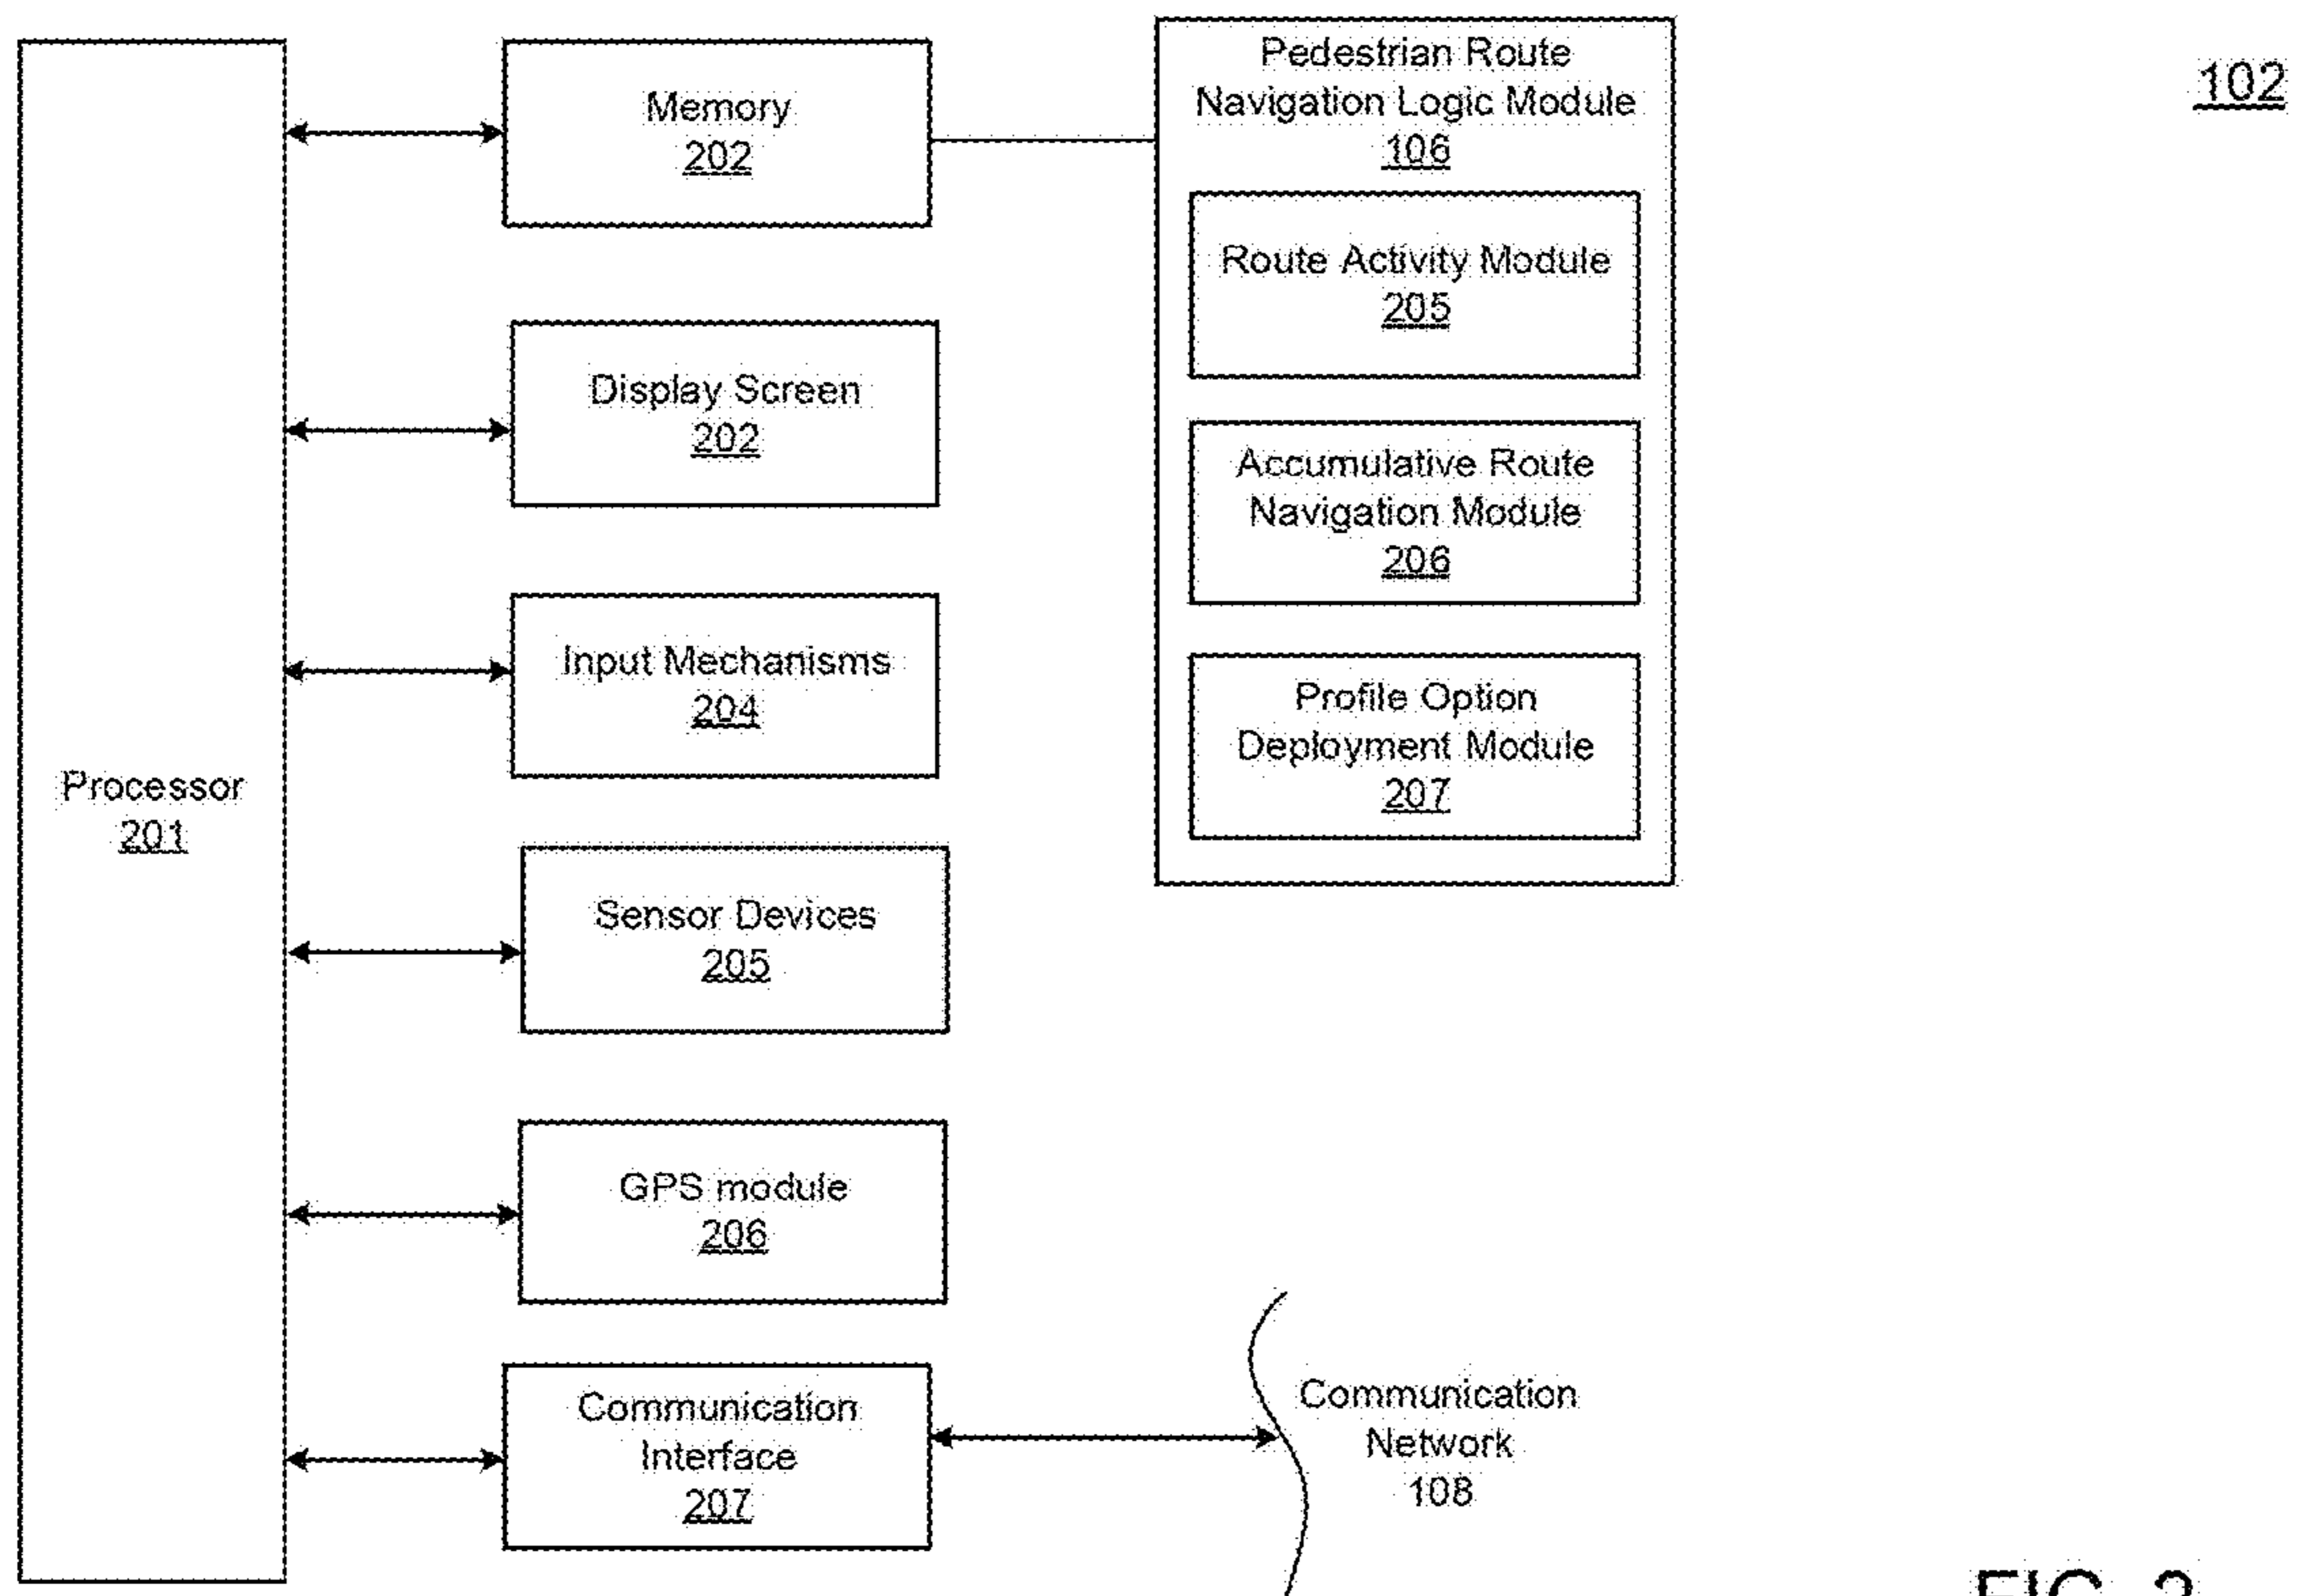 102
Processor
201
Memory
202
Display Screen
202
Input Mechanisms
204
Sensor Devices
205
GPS module
206
Communication
Interface
207
Pedestrian Route
Navigation Logic Module
106
Route Activity Module
205
Accumulative Route
Navigation Module
206
Profile Option
Deployment Module
207
Communication
Network
108
FIG.